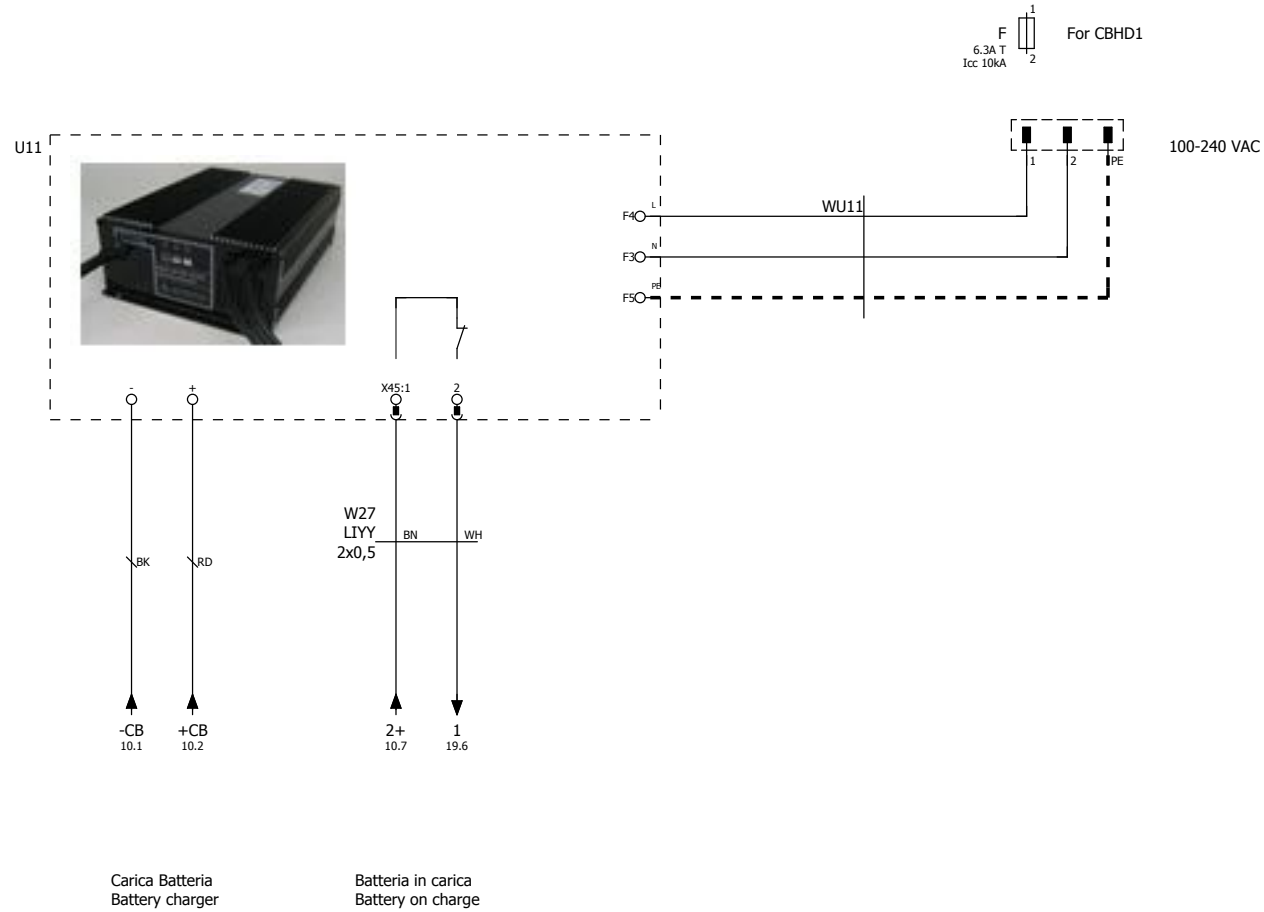 1
F
For CBHD1
6.3A T
Icc 10kA
2
U11
100-240 VAC
1
2
PE
L
WU11
F4
N
F3
PE
F5
-
+
X45:1
2
W27
LIYY
2x0,5
BN
WH
BK
RD
-CB
+CB
2+
1
10.1
10.2
10.7
19.6
Carica Batteria
Battery charger
Batteria in carica
Battery on charge